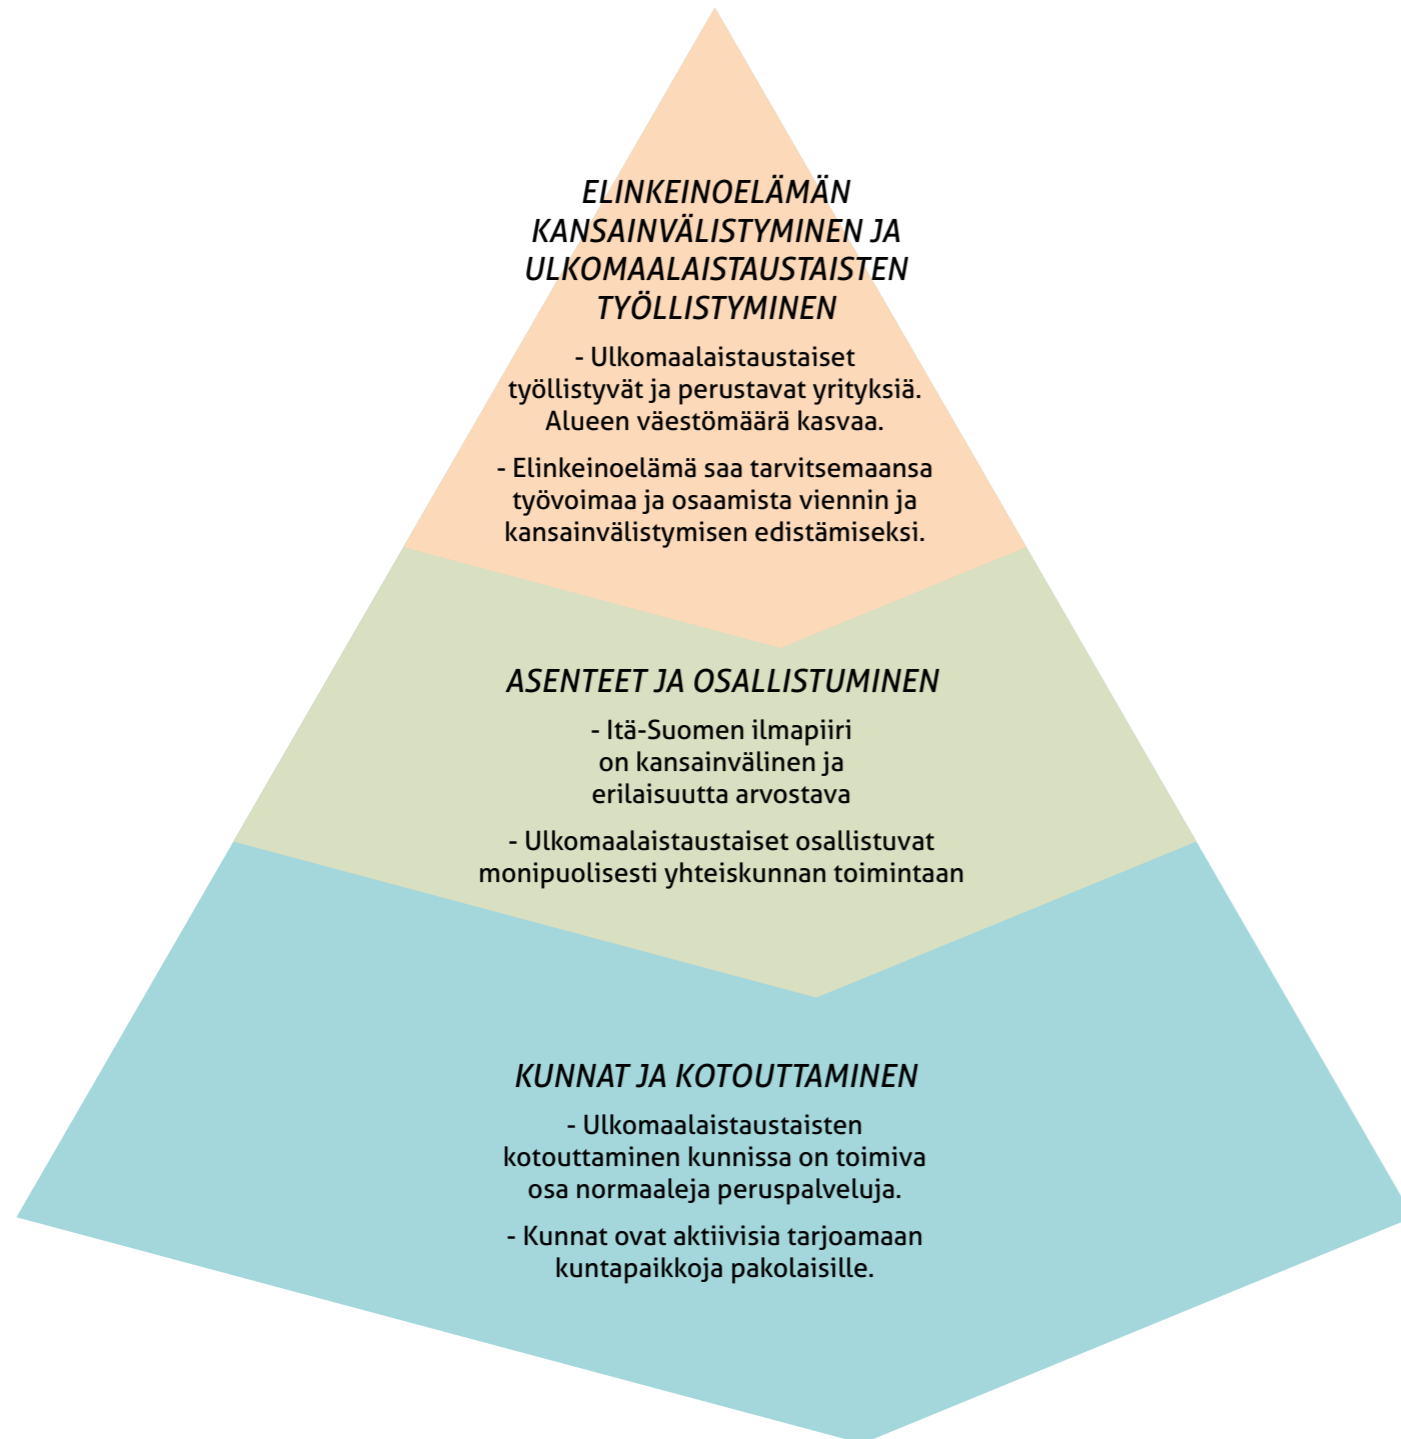 ELINKEINOELÄMÄN
KANSAINVÄLISTYMINEN JA
ULKOMAALAISTAUSTAISTEN
TYÖLLISTYMINEN
- Ulkomaalaistaustaiset
työllistyvät ja perustavat yrityksiä.
Alueen väestömäärä kasvaa.
- Elinkeinoelämä saa tarvitsemaansa
työvoimaa ja osaamista viennin ja
kansainvälistymisen edistämiseksi.
ASENTEET JA OSALLISTUMINEN
- Itä-Suomen ilmapiiri
on kansainvälinen ja
erilaisuutta arvostava
- Ulkomaalaistaustaiset osallistuvat
monipuolisesti yhteiskunnan toimintaan
KUNNAT JA KOTOUTTAMINEN
- Ulkomaalaistaustaisten
kotouttaminen kunnissa on toimiva
osa normaaleja peruspalveluja.
- Kunnat ovat aktiivisia tarjoamaan
kuntapaikkoja pakolaisille.